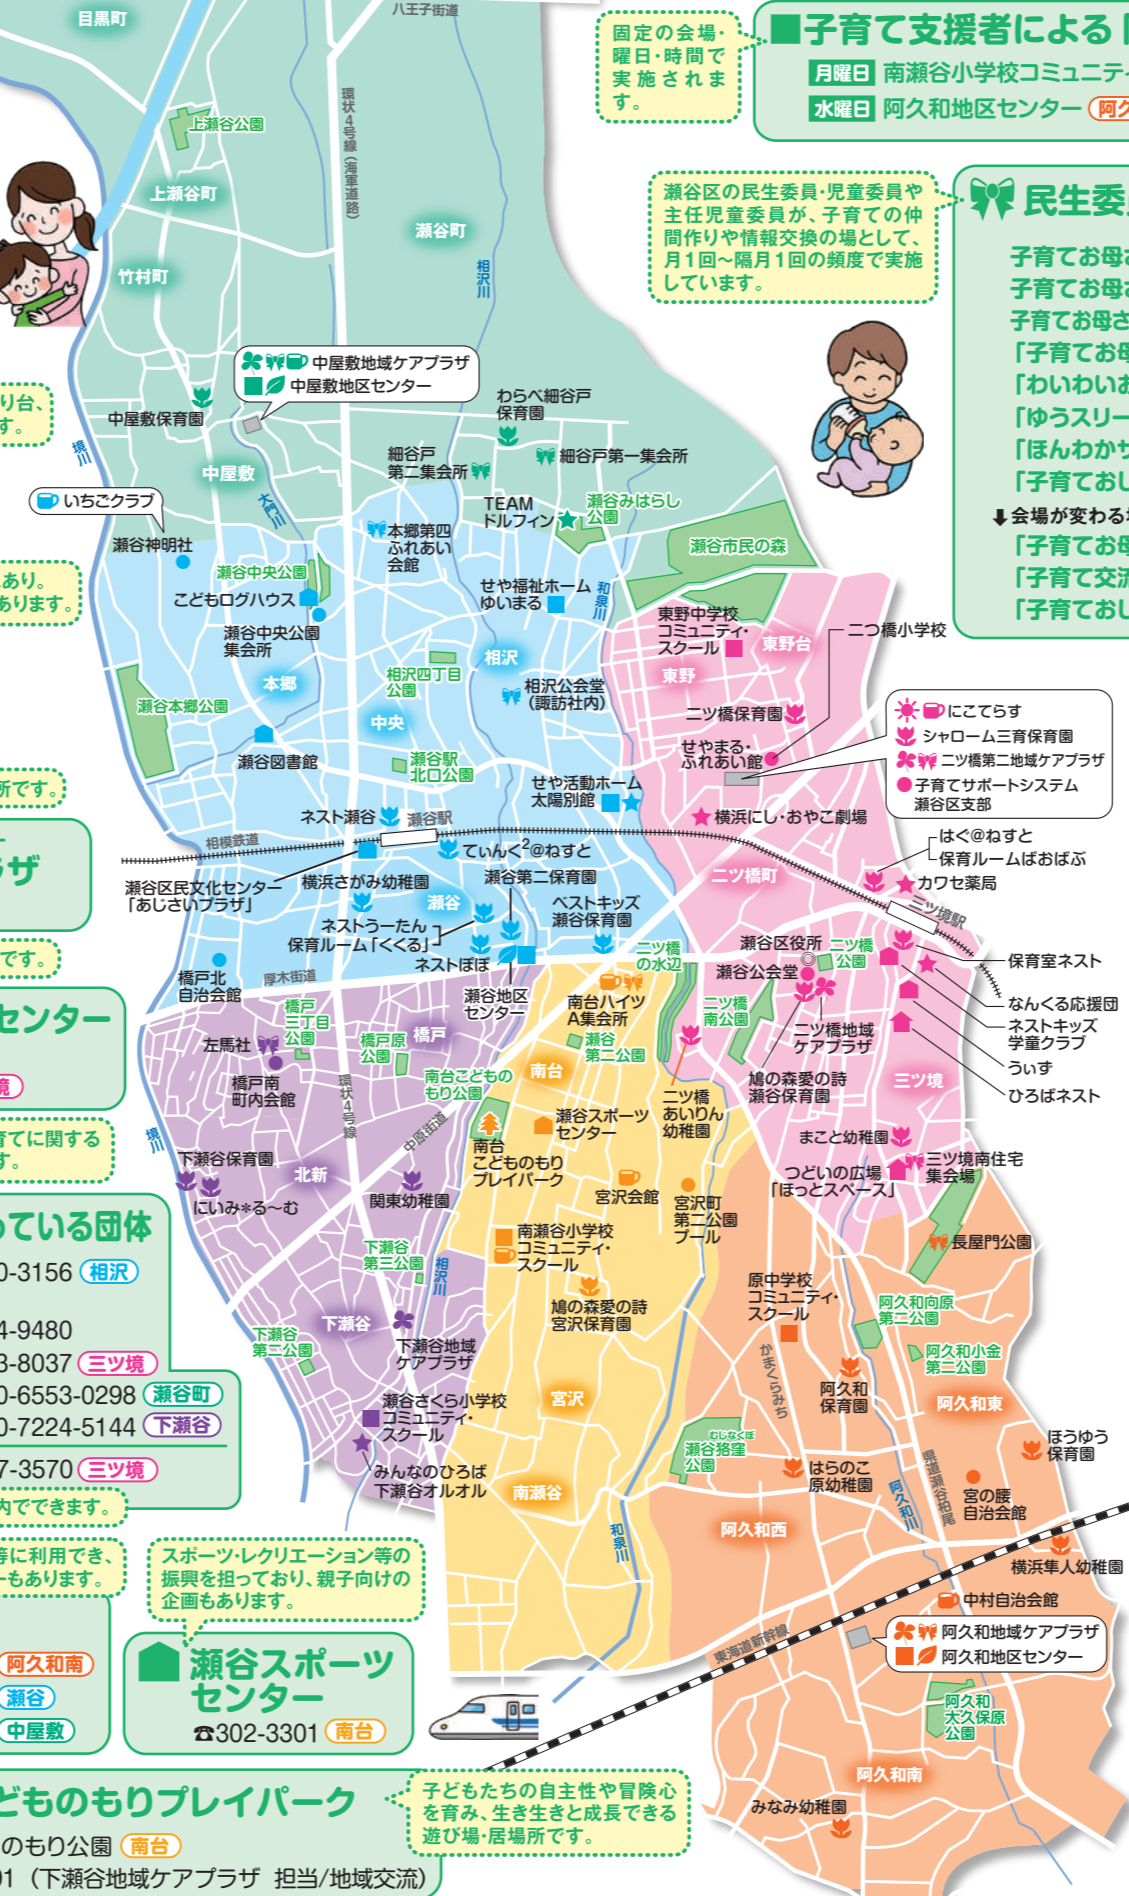 目黒町
八王子街道
固定の会場・
曜日・時間で
実施されま
す。
■子育て支援者による
月曜日 南瀬谷小学校コミュニティ
水曜日 阿久和地区センター
環状4号線（海軍道路）
上瀬谷公園
上瀬谷町
瀬谷町
竹村町
相沢川
瀬谷区の民生委員・児童委員や
主任児童委員が、子育ての仲
間作りや情報交換の場として、
月1回〜隔月1回の頻度で実施
しています。
民生委
子育てお母
子育てお母
子育てお母さ
「子育てお母
「わいわいお
「ゆうスリー
「ほんわかサ
「子育ておし
⬇会場が変わる場
「子育てお母
「子育て交流
「子育ておし
中屋敷地域ケアプラザ
中屋敷地区センター
り台、
す。
中屋敷保育園
わらべ細谷戸
保育園
境川
中屋敷
細谷戸
第二集会所
細谷戸第一集会所
いちごクラブ
大門川
TEAM
ドルフィン
瀬谷みはらし
公園
瀬谷神明社
本郷第四
ふれあい
会館
瀬谷市民の森
あり。
あります。
瀬谷中央公園
こどもログハウス
せや福祉ホーム
ゆいまる
和泉川
瀬谷中央公園
集会所
東野中学校
コミュニティ・
スクール
東野台
二つ橋小学校
本郷
相沢四丁目
公園
相沢
東野
相沢公会堂
（諏訪社内）
瀬谷本郷公園
中央
二ツ橋保育園
にこてらす
シャローム三育保育園
二ツ橋第二地域ケアプラザ
子育てサポートシステム
瀬谷区支部
瀬谷図書館
瀬谷駅
北口公園
せやまる・
ふれあい館
所です。
せや活動ホーム
太陽別館
ネスト瀬谷
瀬谷駅
横浜にし・おやこ劇場
相模鉄道
ていんく²@ねすと
はぐ@ねすと
保育ルームぱおぱぶ
ラザ
瀬谷区民文化センター
「あじさいプラザ」
横浜さがみ幼稚園
瀬谷第二保育園
二ツ橋町
カワセ薬局
瀬谷
ベストキッズ
瀬谷保育園
三ツ境駅
ネストうーたん
保育ルーム「くくる」
ネストぽぽ
です。
橋戸北
自治会館
厚木街道
瀬谷地区
センター
二ツ橋
の水辺
瀬谷区役所
二ツ橋
公園
瀬谷公会堂
保育室ネスト
センター
橋戸
三丁目
公園
南台ハイツ
A集会所
二ツ橋
南公園
なんくる応援団
左馬社
橋戸原
公園
橋戸
瀬谷
第二公園
二ツ橋地域
ケアプラザ
ネストキッズ
学童クラブ
境
橋戸南
町内会館
南台こどもの
もり公園
南台
鳩の森愛の詩
瀬谷保育園
三ツ境
ういず
ひろばネスト
環状4号線
中原街道
瀬谷スポーツ
センター
二ツ橋
あいりん
幼稚園
育てに関する
す。
境川
下瀬谷保育園
北新
南台
こどものもり
プレイパーク
まこと幼稚園
にいみ＊る〜む
関東幼稚園
宮沢会館
つどいの広場
「ほっとスペース」
三ツ境南住宅
集会場
っている団体
宮沢町
第二公園
プール
0-3156 相沢
南瀬谷小学校
コミュニティ・
スクール
長屋門公園
4-9480
下瀬谷
第三公園
相沢川
原中学校
コミュニティ・
スクール
3-8037 三ツ境
鳩の森愛の詩
宮沢保育園
阿久和向原
第二公園
0-6553-0298 瀬谷町
下瀬谷
下瀬谷
第二公園
下瀬谷地域
ケアプラザ
かまくらみち
阿久和小金
第二公園
0-7224-5144 下瀬谷
瀬谷さくら小学校
コミュニティ・
スクール
宮沢
阿久和
保育園
阿久和東
7-3570 三ツ境
むじなくぼ
瀬谷狢窪
公園
ほうゆう
保育園
内でできます。
みんなのひろば
下瀬谷オルオル
南瀬谷
はらのこ
原幼稚園
県道瀬谷柏尾
宮の腰
自治会館
阿久和川
阿久和西
等に利用でき、
ーもあります。
スポーツ・レクリエーション等の
振興を担っており、親子向けの
企画もあります。
和泉川
横浜隼人幼稚園
中村自治会館
阿久和南
瀬谷
中屋敷
瀬谷スポーツ
センター
☎302-3301 南台
東海道新幹線
阿久和地域ケアプラザ
阿久和地区センター
阿久和
大久保原
公園
阿久和南
みなみ幼稚園
どものもりプレイパーク
子どもたちの自主性や冒険心
を育み、生き生きと成長できる
遊び場・居場所です。
のもり公園 南台
01（下瀬谷地域ケアプラザ 担当/地域交流）